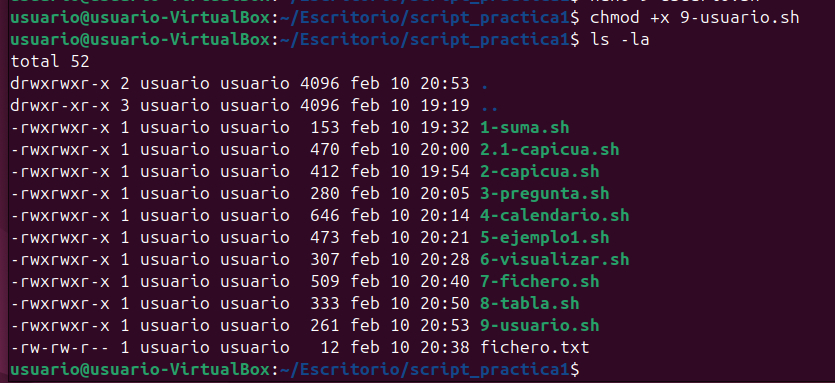 usuario@usuario-VirtualBox:~/Escritorio/script_practica1$ chmod +x 9-usuario.sh
usuario@usuario-VirtualBox:~/Escritorio/script_practica1$ ls -la
total 52
drwxrwxr-x 2 usuario usuario 4096 feb 10 20:53 .
drwxr-xr-x 3 usuario usuario 4096 feb 10 19:19 ..
-rwxrwxr-x 1 usuario usuario  153 feb 10 19:32 1-suma.sh
-rwxrwxr-x 1 usuario usuario  470 feb 10 20:00 2.1-capicua.sh
-rwxrwxr-x 1 usuario usuario  412 feb 10 19:54 2-capicua.sh
-rwxrwxr-x 1 usuario usuario  280 feb 10 20:05 3-pregunta.sh
-rwxrwxr-x 1 usuario usuario  646 feb 10 20:14 4-calendario.sh
-rwxrwxr-x 1 usuario usuario  473 feb 10 20:21 5-ejemplo1.sh
-rwxrwxr-x 1 usuario usuario  307 feb 10 20:28 6-visualizar.sh
-rwxrwxr-x 1 usuario usuario  509 feb 10 20:40 7-fichero.sh
-rwxrwxr-x 1 usuario usuario  333 feb 10 20:50 8-tabla.sh
-rwxrwxr-x 1 usuario usuario  261 feb 10 20:53 9-usuario.sh
-rw-rw-r-- 1 usuario usuario   12 feb 10 20:38 fichero.txt
usuario@usuario-VirtualBox:~/Escritorio/script_practica1$